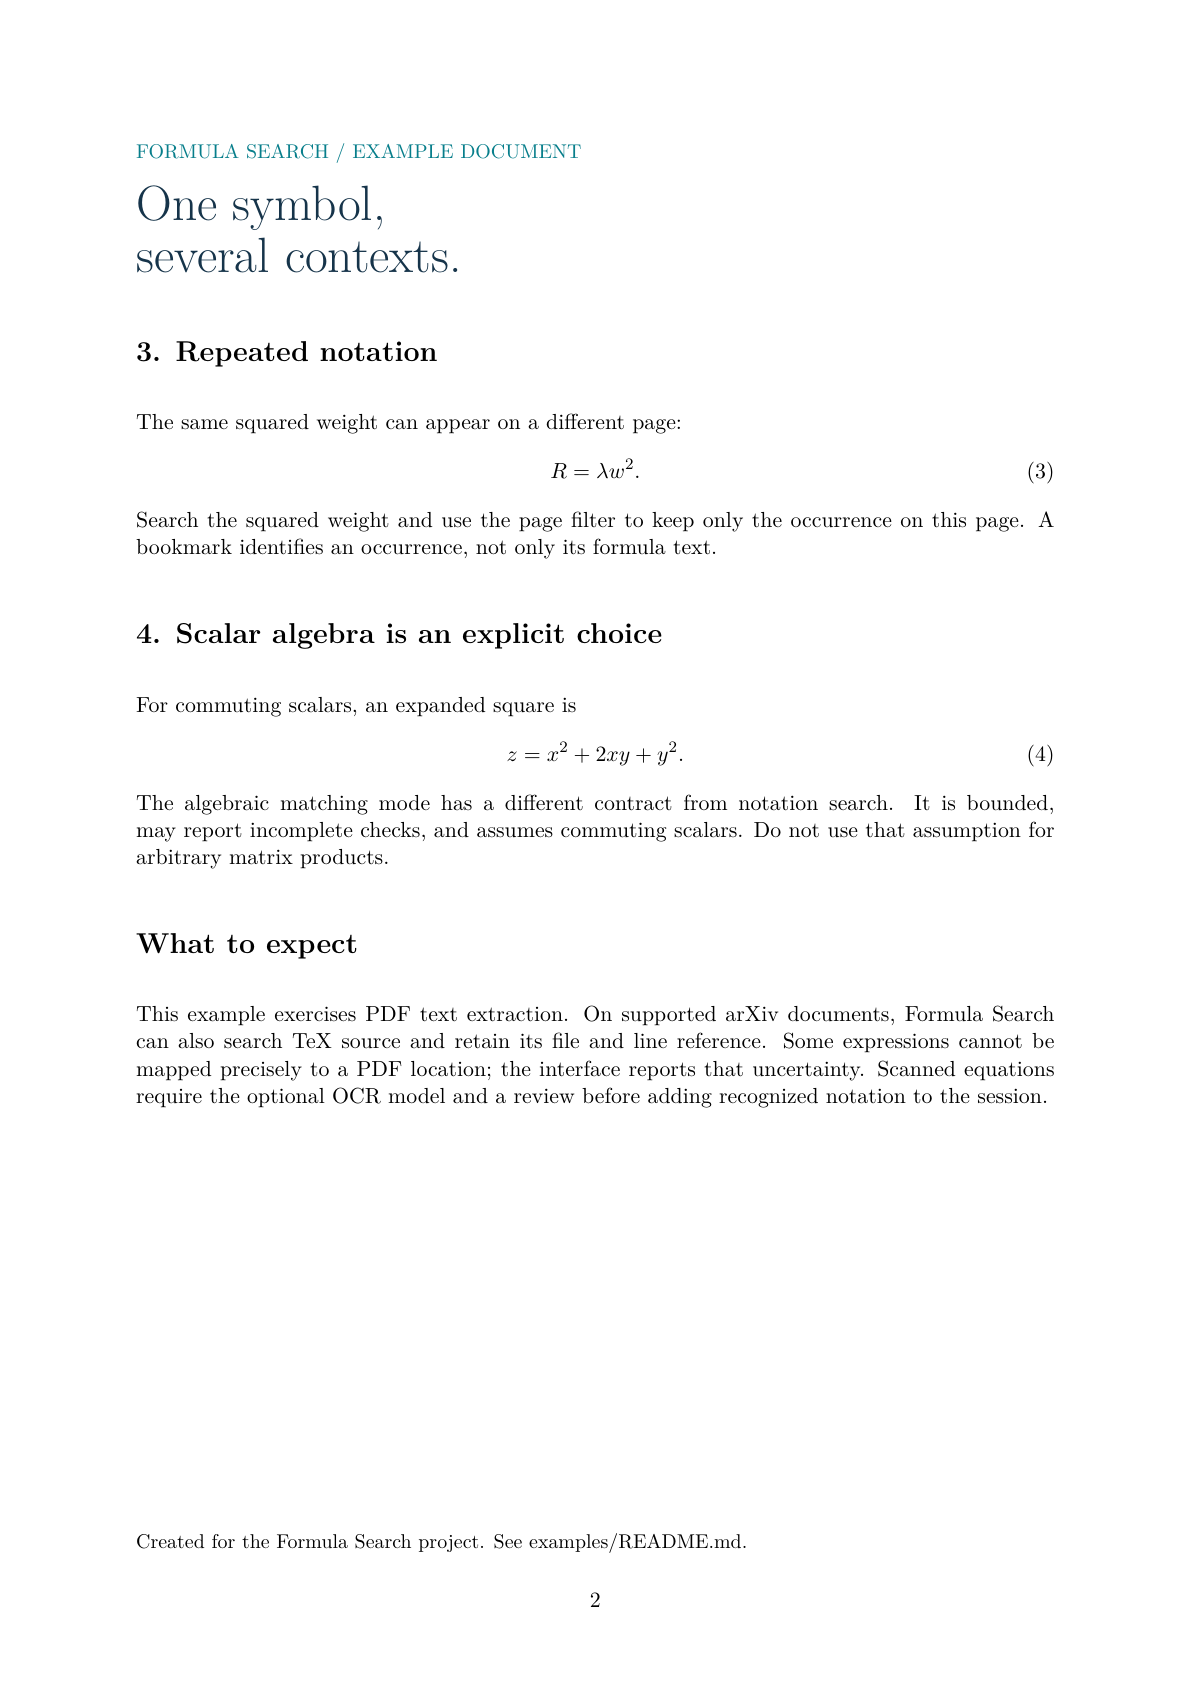 FORMULA SEARCH / EXAMPLE DOCUMENT
One symbol,
several contexts.
3. Repeated notation
The same squared weight can appear on a different page:
R = λw². (3)
Search the squared weight and use the page filter to keep only the occurrence on this page. A
bookmark identifies an occurrence, not only its formula text.
4. Scalar algebra is an explicit choice
For commuting scalars, an expanded square is
z = x² + 2xy + y². (4)
The algebraic matching mode has a different contract from notation search. It is bounded,
may report incomplete checks, and assumes commuting scalars. Do not use that assumption for
arbitrary matrix products.
What to expect
This example exercises PDF text extraction. On supported arXiv documents, Formula Search
can also search TeX source and retain its file and line reference. Some expressions cannot be
mapped precisely to a PDF location; the interface reports that uncertainty. Scanned equations
require the optional OCR model and a review before adding recognized notation to the session.
Created for the Formula Search project. See examples/README.md.
2